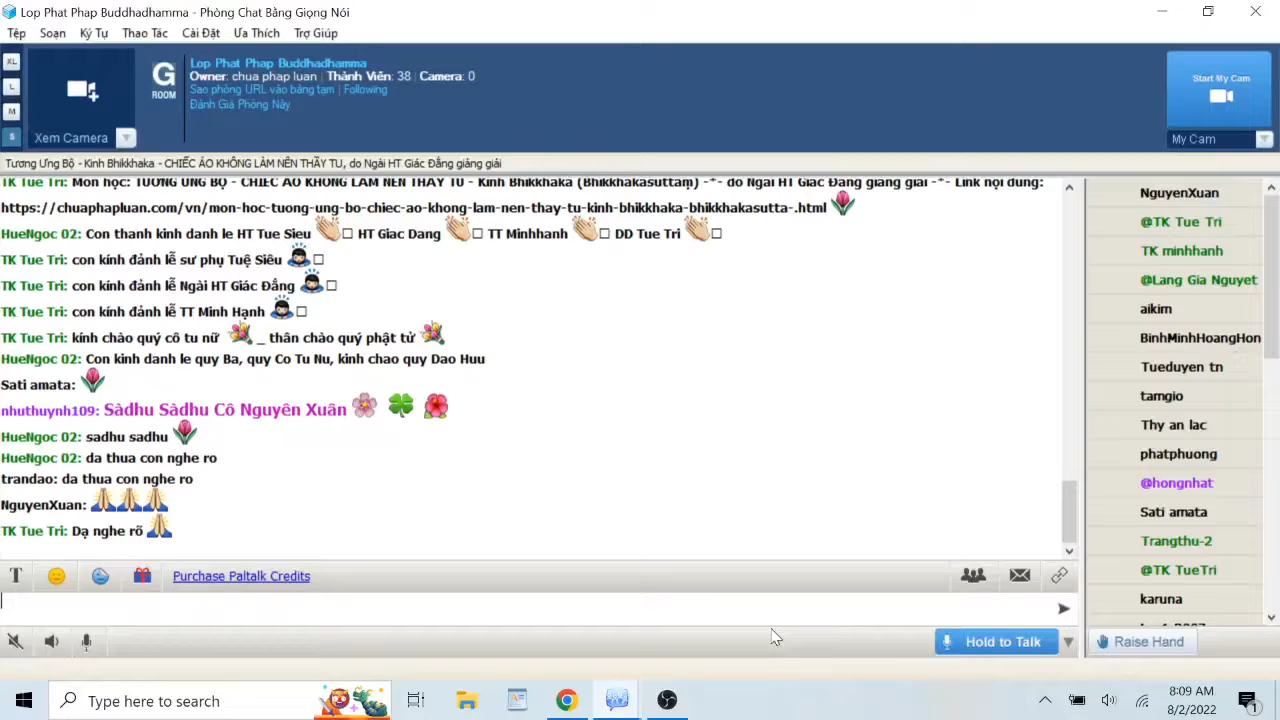 Lop Phat Phap Buddhadhamma - Phòng Chat Bằng Giọng Nói
Tệp Soạn Ký Tự Thao Tác Cài Đặt Ưa Thích Trợ Giúp
XL
L
M
S
Xem Camera
G
ROOM
Lop Phat Phap Buddhadhamma
Owner: chua phap luan | Thành Viên: 38 | Camera: 0
Sao phòng URL vào bảng tạm | Following
Đánh Giá Phòng Này
Start My Cam
My Cam
Tương Ưng Bộ - Kinh Bhikkhaka - CHIẾC ÁO KHÔNG LÀM NÊN THẦY TU, do Ngài HT Giác Đẳng giảng giải
TK Tue Tri: Môn học: TƯƠNG ƯNG BỘ - CHIẾC ÁO KHÔNG LÀM NÊN THẦY TU - Kinh Bhikkhaka (Bhikkhakasuttaṃ) -*- do Ngài HT Giác Đẳng giảng giải -*- Link nội dung:
https://chuaphapluan.com/vn/mon-hoc-tuong-ung-bo-chiec-ao-khong-lam-nen-thay-tu-kinh-bhikkhaka-bhikkhakasutta-.html
HueNgoc 02: Con thanh kinh danh le HT Tue Sieu HT Giac Dang TT Minhhanh DD Tue Tri
TK Tue Tri: con kính đảnh lễ sư phụ Tuệ Siêu
TK Tue Tri: con kính đảnh lễ Ngài HT Giác Đẳng
TK Tue Tri: con kính đảnh lễ TT Minh Hạnh
TK Tue Tri: kính chào quý cô tu nữ _ thân chào quý phật tử
HueNgoc 02: Con kinh danh le quy Ba, quy Co Tu Nu, kinh chao quy Dao Huu
Sati amata:
nhuthuynh109: Sàdhu Sàdhu Cô Nguyên Xuân
HueNgoc 02: sadhu sadhu
HueNgoc 02: da thua con nghe ro
trandao: da thua con nghe ro
NguyenXuan:
TK Tue Tri: Dạ nghe rõ
NguyenXuan
@TK Tue Tri
TK minhhanh
@Lang Gia Nguyet
aikim
BinhMinhHoangHon
Tueduyen tn
tamgio
Thy an lac
phatphuong
@hongnhat
Sati amata
Trangthu-2
@TK TueTri
karuna
T
Purchase Paltalk Credits
Hold to Talk
Raise Hand
Type here to search
8:09 AM
8/2/2022
1